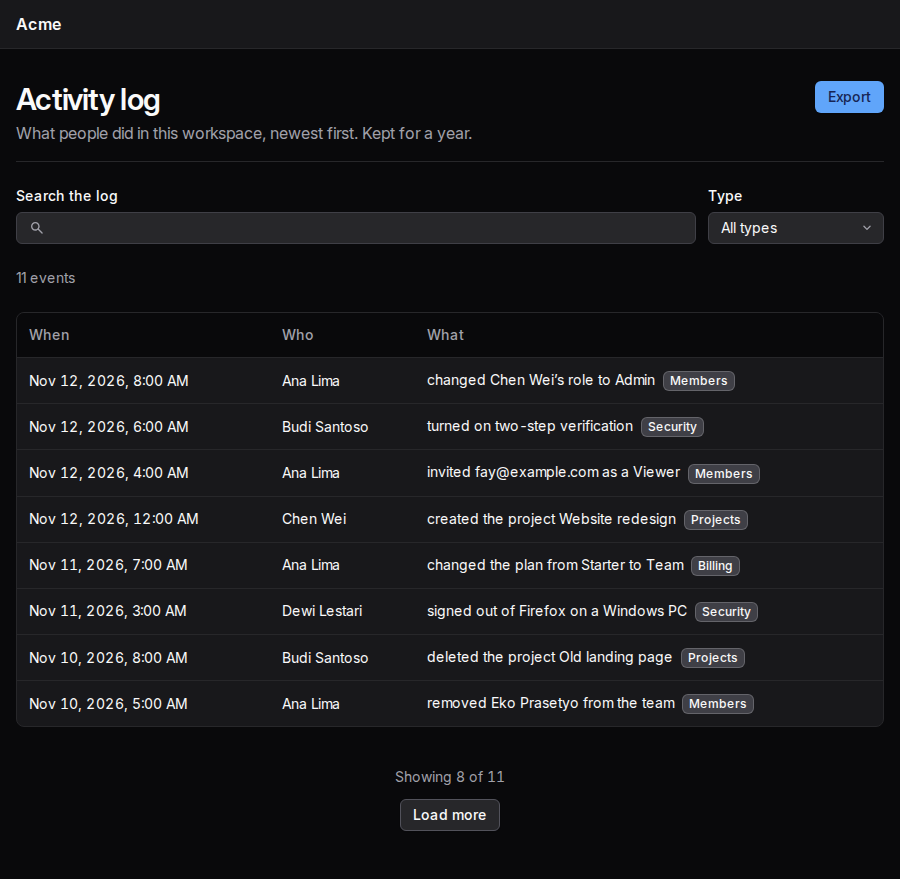 Acme
Activity log
Export
What people did in this workspace, newest first. Kept for a year.
Search the log
Type
All types
11 events
When Who What
Nov 12, 2026, 8:00 AM Ana Lima changed Chen Wei’s role to Admin Members
Nov 12, 2026, 6:00 AM Budi Santoso turned on two-step verification Security
Nov 12, 2026, 4:00 AM Ana Lima invited fay@example.com as a Viewer Members
Nov 12, 2026, 12:00 AM Chen Wei created the project Website redesign Projects
Nov 11, 2026, 7:00 AM Ana Lima changed the plan from Starter to Team Billing
Nov 11, 2026, 3:00 AM Dewi Lestari signed out of Firefox on a Windows PC Security
Nov 10, 2026, 8:00 AM Budi Santoso deleted the project Old landing page Projects
Nov 10, 2026, 5:00 AM Ana Lima removed Eko Prasetyo from the team Members
Showing 8 of 11
Load more